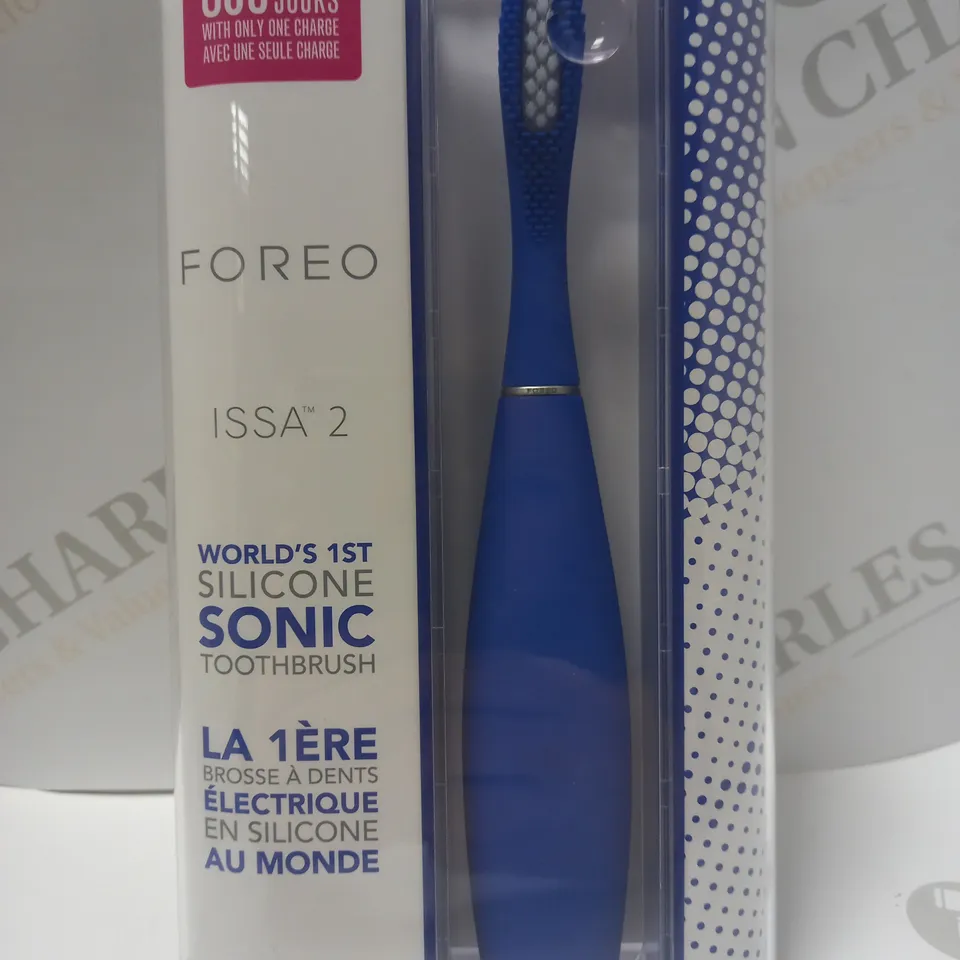 JOURS
WITH ONLY ONE CHARGE
AVEC UNE SEULE CHARGE
FOREO
ISSA™ 2
WORLD'S 1ST
SILICONE
SONIC
TOOTHBRUSH
LA 1ÈRE
BROSSE À DENTS
ÉLECTRIQUE
EN SILICONE
AU MONDE